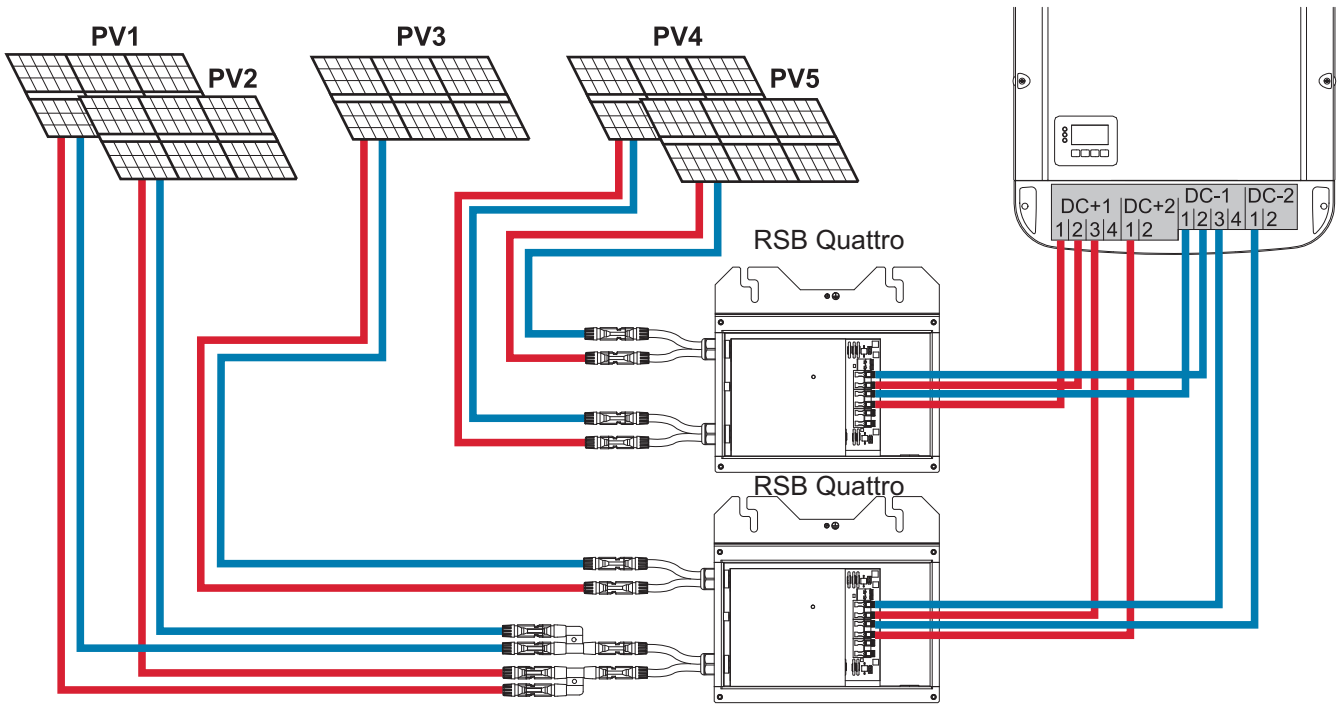 PV1 PV3 PV4
PV2 PV5
DC+1 DC+2 DC-1 DC-2
1 2 3 4 1 2 1 2 3 4 1 2
RSB Quattro
RSB Quattro